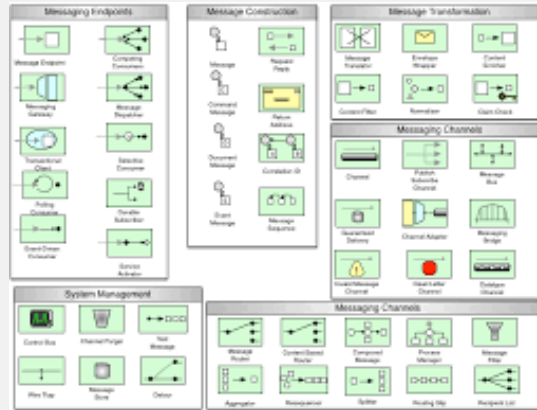 Messaging Endpoints
Message Endpoint
Competing
Consumers
Messaging
Gateway
Message
Dispatcher
Transactional
Client
Selective
Consumer
Polling
Consumer
Durable
Subscription
Event-Driven
Consumer
Service
Activator
Message Construction
Message
Request
Reply
Command
Message
Return
Address
Document
Message
Correlation ID
Event
Message
Message
Sequence
Message Transformation
Message
Translator
Envelope
Wrapper
Content
Enricher
Content Filter
Normalizer
Claim Check
Messaging Channels
Channel
Publish
Subscribe
Channel
Message
Bus
Guaranteed
Delivery
Channel Adapter
Messaging
Bridge
Invalid Message
Channel
Dead Letter
Channel
Datatype
Channel
System Management
Control Bus
Channel Purger
Test
Message
Wire Tap
Message
Store
Detour
Messaging Channels
Message
Router
Content Based
Router
Composed
Message
Process
Manager
Message
Filter
Aggregator
Resequencer
Splitter
Routing Slip
Recipient List